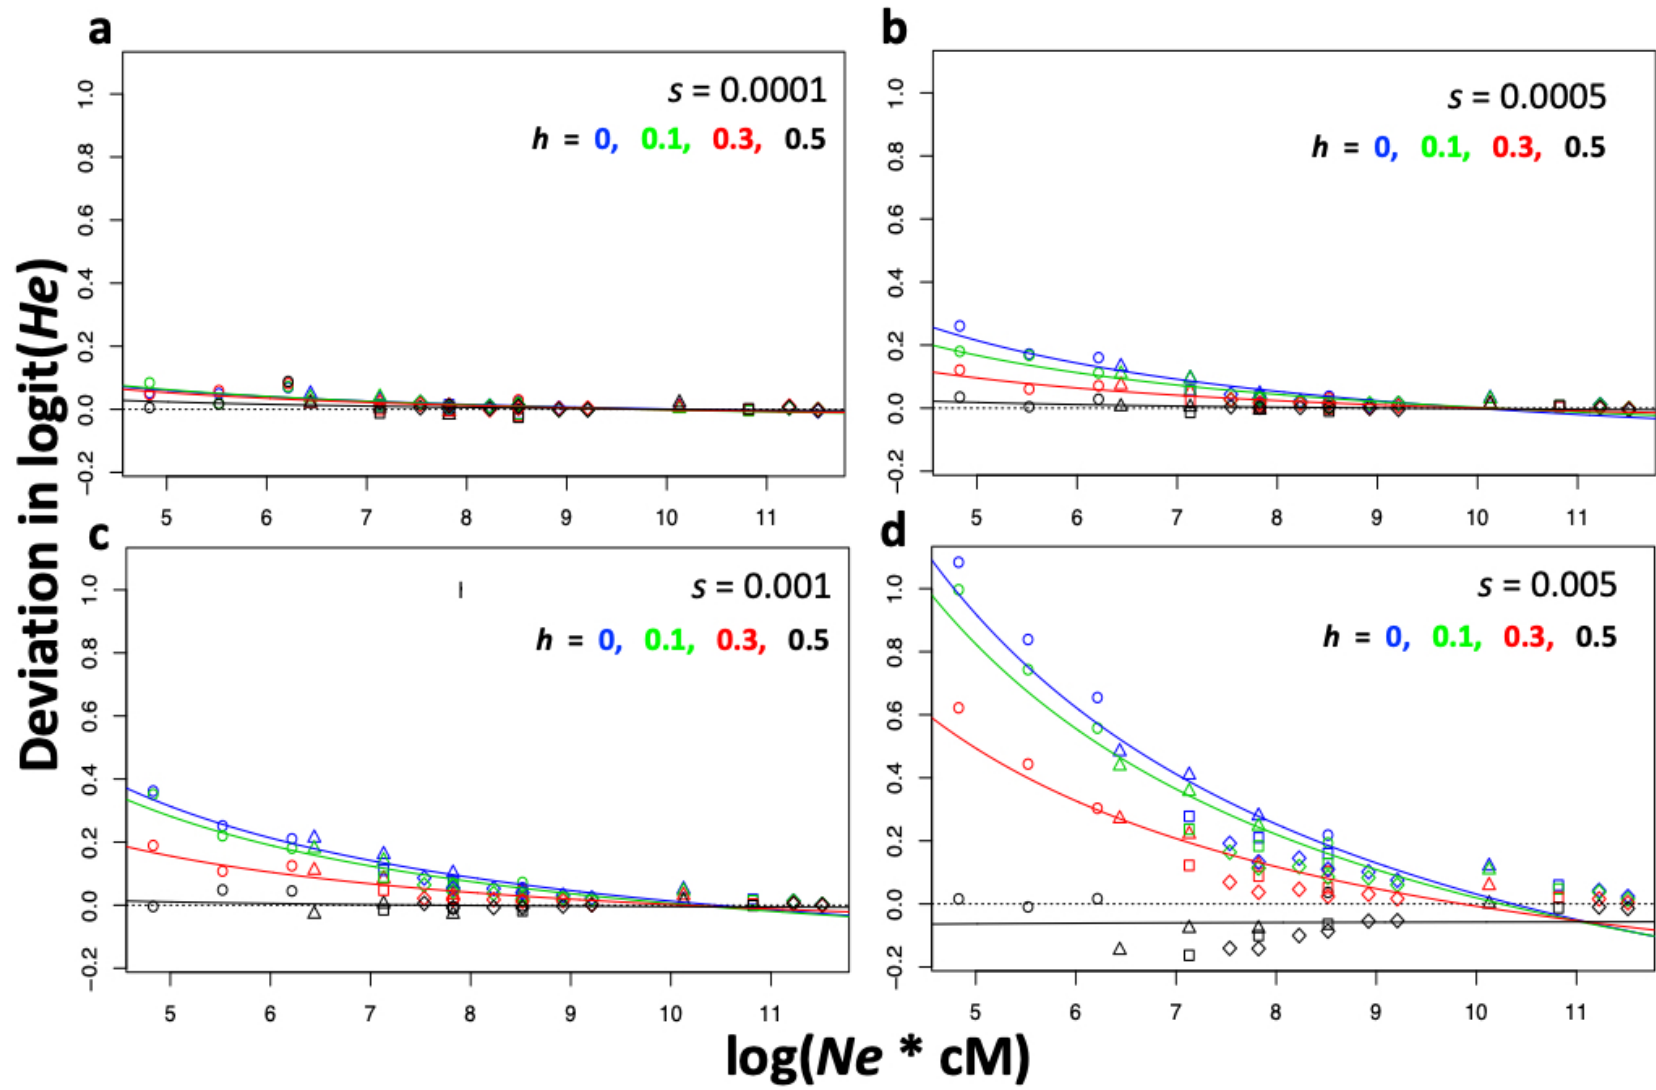 a
s = 0.0001
h = 0, 0.1, 0.3, 0.5
1.0
0.8
0.6
0.4
0.2
0.0
−0.2
5 6 7 8 9 10 11
b
s = 0.0005
h = 0, 0.1, 0.3, 0.5
1.0
0.8
0.6
0.4
0.2
0.0
−0.2
5 6 7 8 9 10 11
Deviation in logit(He)
c
s = 0.001
h = 0, 0.1, 0.3, 0.5
1.0
0.8
0.6
0.4
0.2
0.0
−0.2
5 6 7 8 9 10 11
d
s = 0.005
h = 0, 0.1, 0.3, 0.5
1.0
0.8
0.6
0.4
0.2
0.0
−0.2
5 6 7 8 9 10 11
log(Ne * cM)